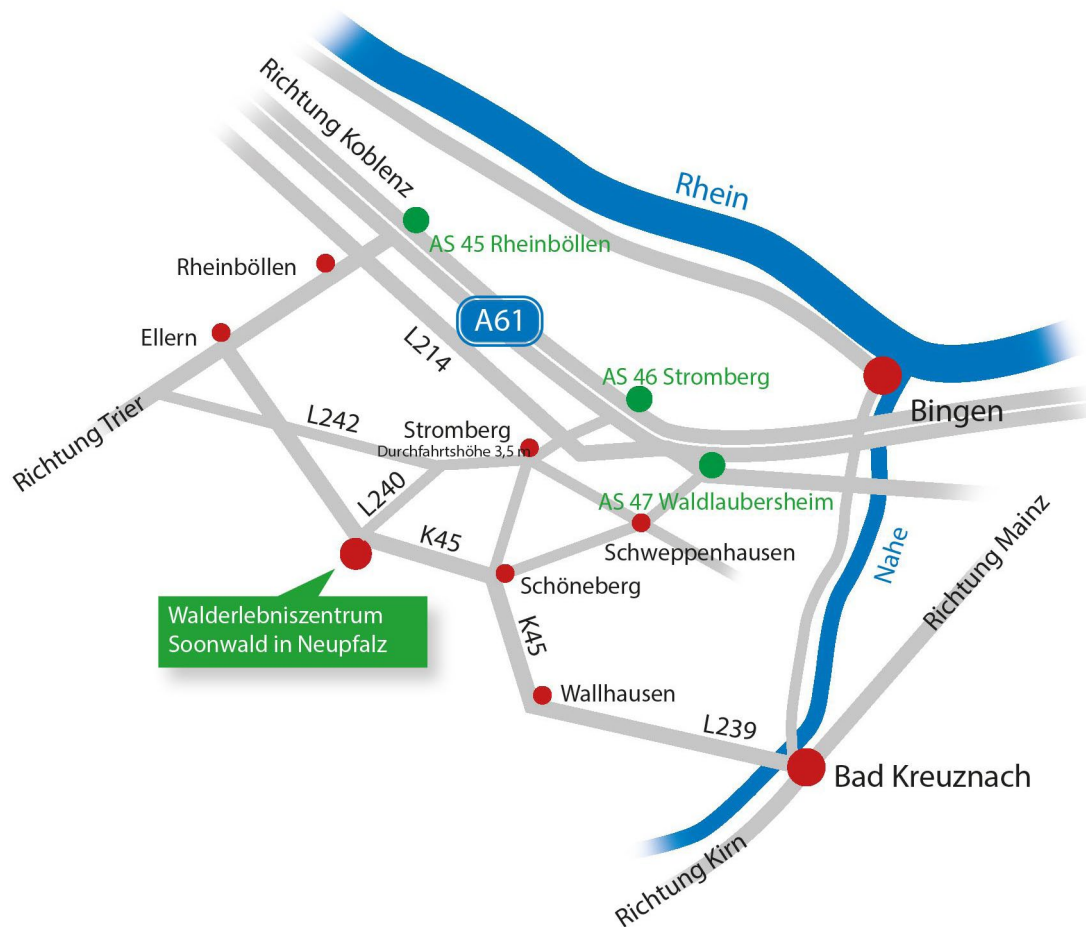 Richtung Koblenz
Rhein
AS 45 Rheinböllen
Rheinböllen
A61
Ellern
L214
AS 46 Stromberg
Bingen
Richtung Trier
L242
Stromberg
Durchfahrtshöhe 3,5 m
L240
AS 47 Waldlaubersheim
K45
Schweppenhausen
Nahe
Richtung Mainz
Schöneberg
Walderlebniszentrum
Soonwald in Neupfalz
K45
Wallhausen
L239
Bad Kreuznach
Richtung Kirn